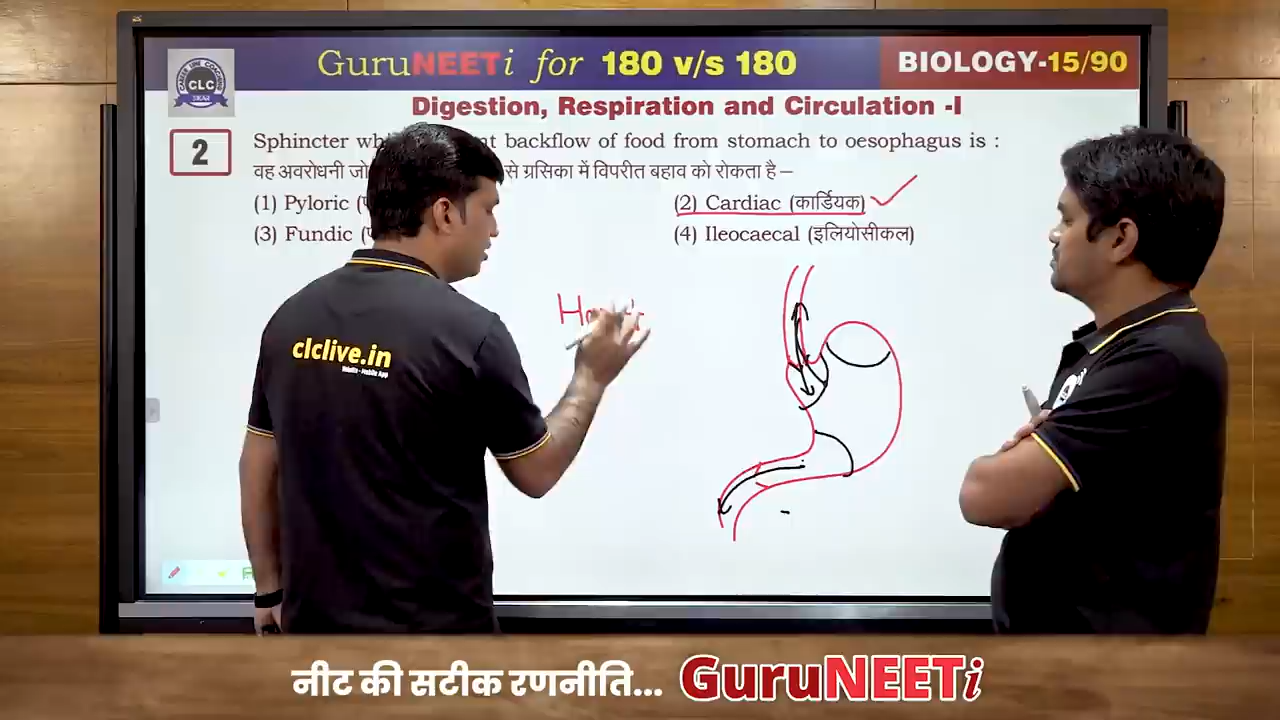 GuruNEETi for 180 v/s 180
BIOLOGY-15/90
CLC
Digestion, Respiration and Circulation -I
2
Sphincter backflow of food from stomach to oesophagus is :
वह अवरोधनी जो से ग्रसिका में विपरीत बहाव को रोकता है –
(1) Pyloric
(2) Cardiac (कार्डियक)
(3) Fundic
(4) Ileocaecal (इलियोसीकल)
clclive.in
नीट की सटीक रणनीति... GuruNEETi